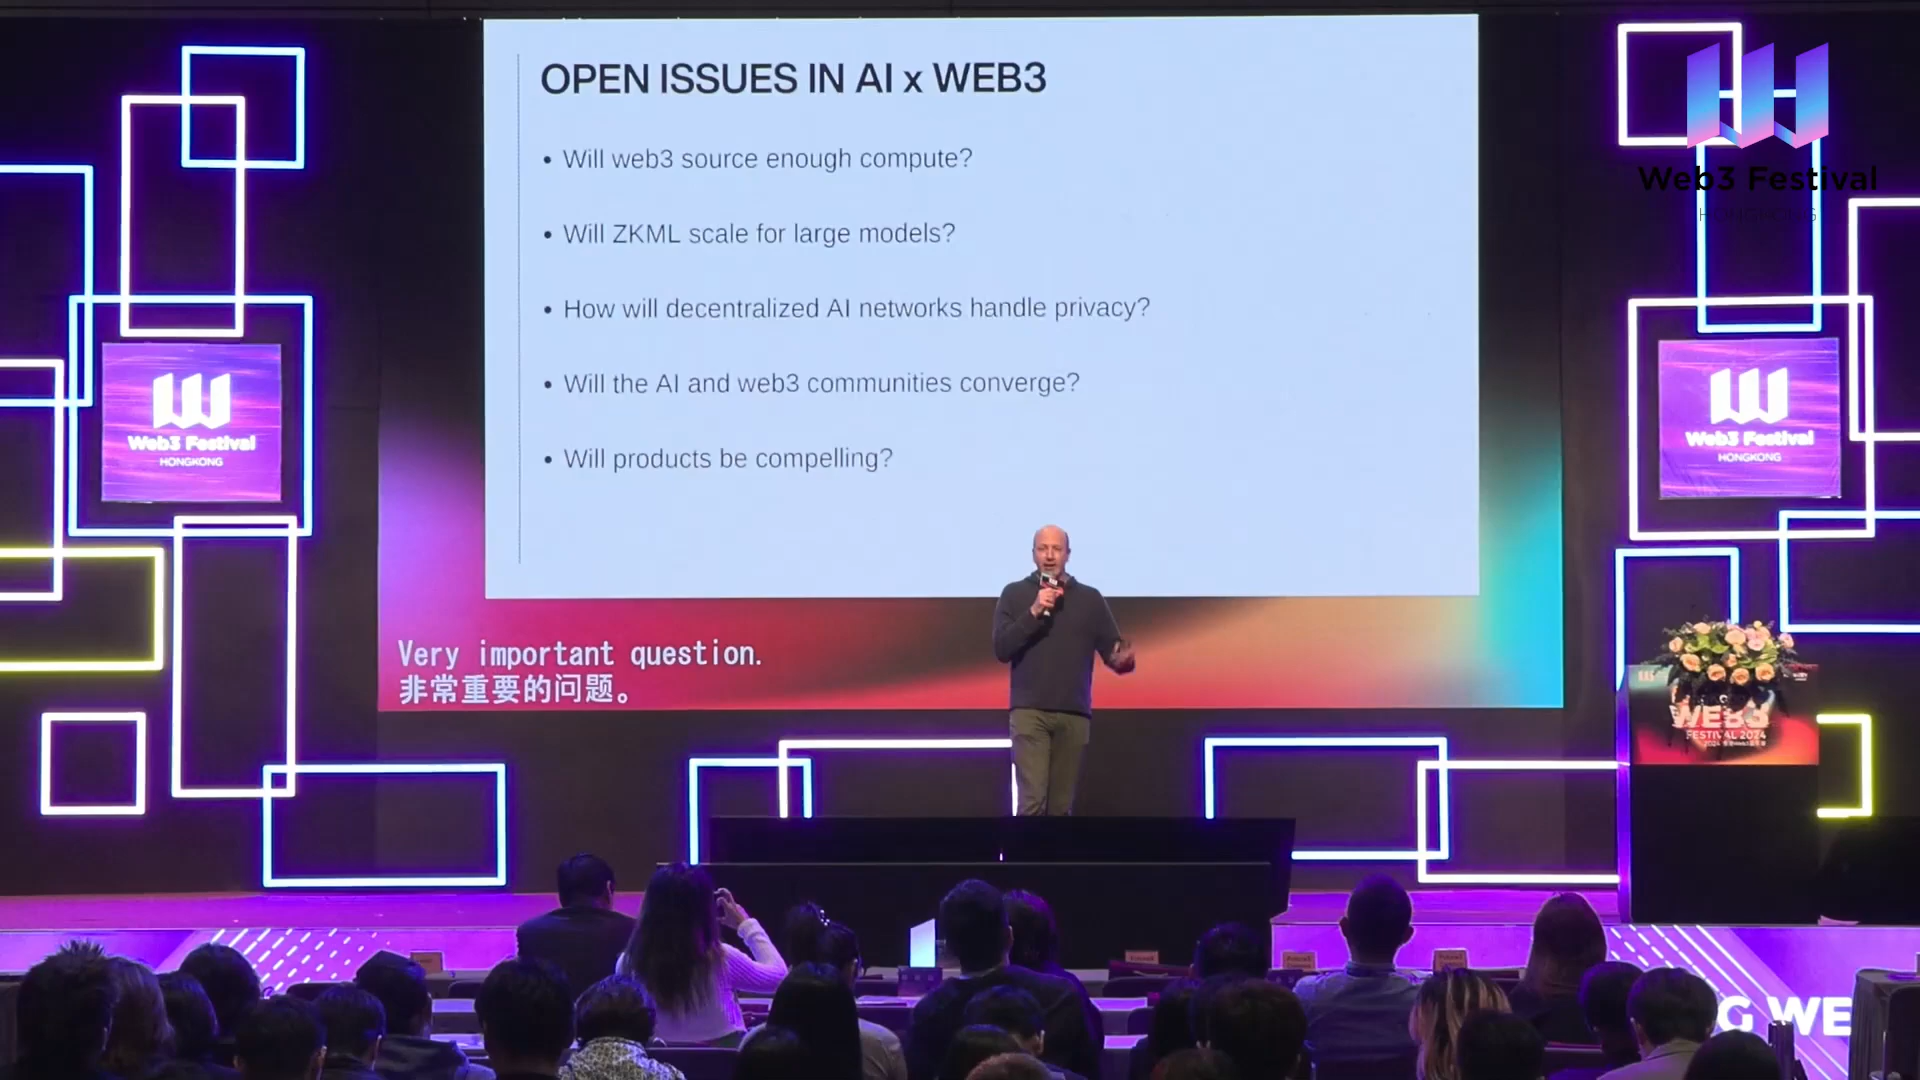 OPEN ISSUES IN AI x WEB3
• Will web3 source enough compute?
• Will ZKML scale for large models?
• How will decentralized AI networks handle privacy?
• Will the AI and web3 communities converge?
• Will products be compelling?
Very important question.
非常重要的问题。
Web3 Festival
HONGKONG
Web3 Festival
HONGKONG
Web3 Festival
HONGKONG
WEB3
FESTIVAL 2024
G WE